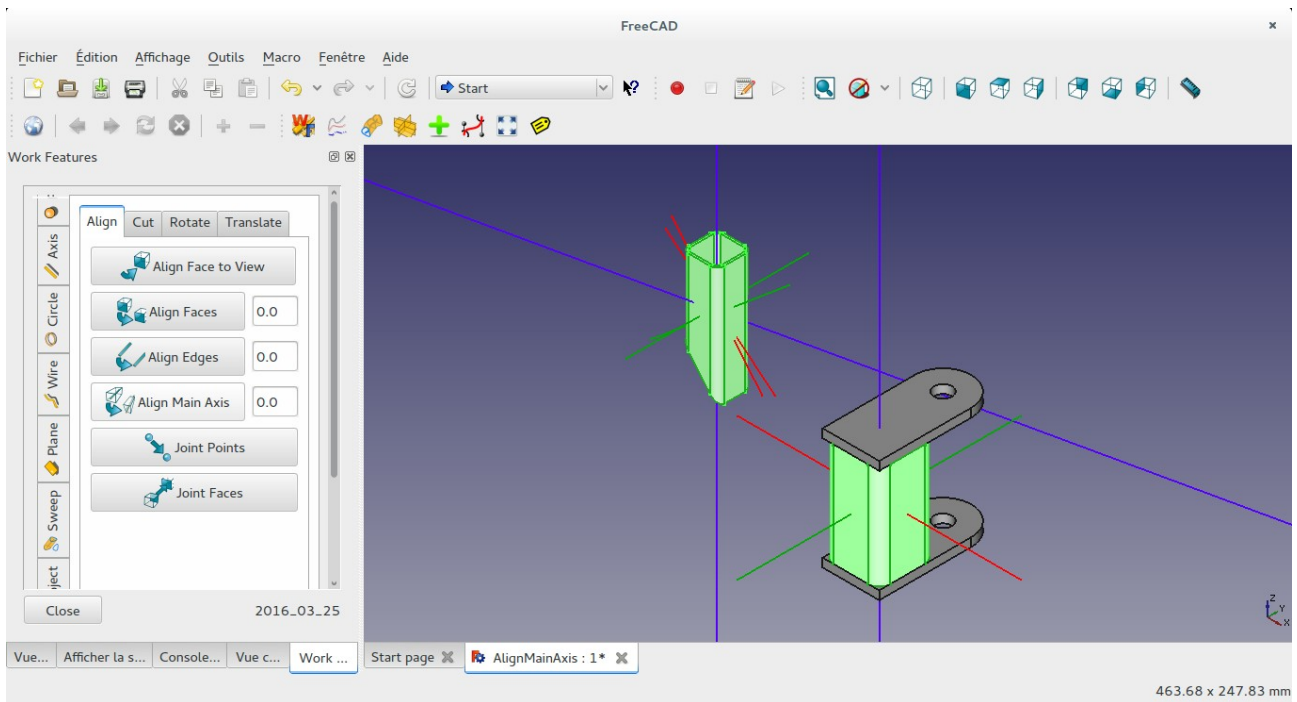 FreeCAD
Fichier Édition Affichage Outils Macro Fenêtre Aide
Start
Work Features
Align Cut Rotate Translate
Axis
Circle
Wire
Plane
Sweep
ject
Align Face to View
Align Faces 0.0
Align Edges 0.0
Align Main Axis 0.0
Joint Points
Joint Faces
Close 2016_03_25
Z
Y
X
Vue... Afficher la s... Console... Vue c... Work ... Start page AlignMainAxis : 1*
463.68 x 247.83 mm